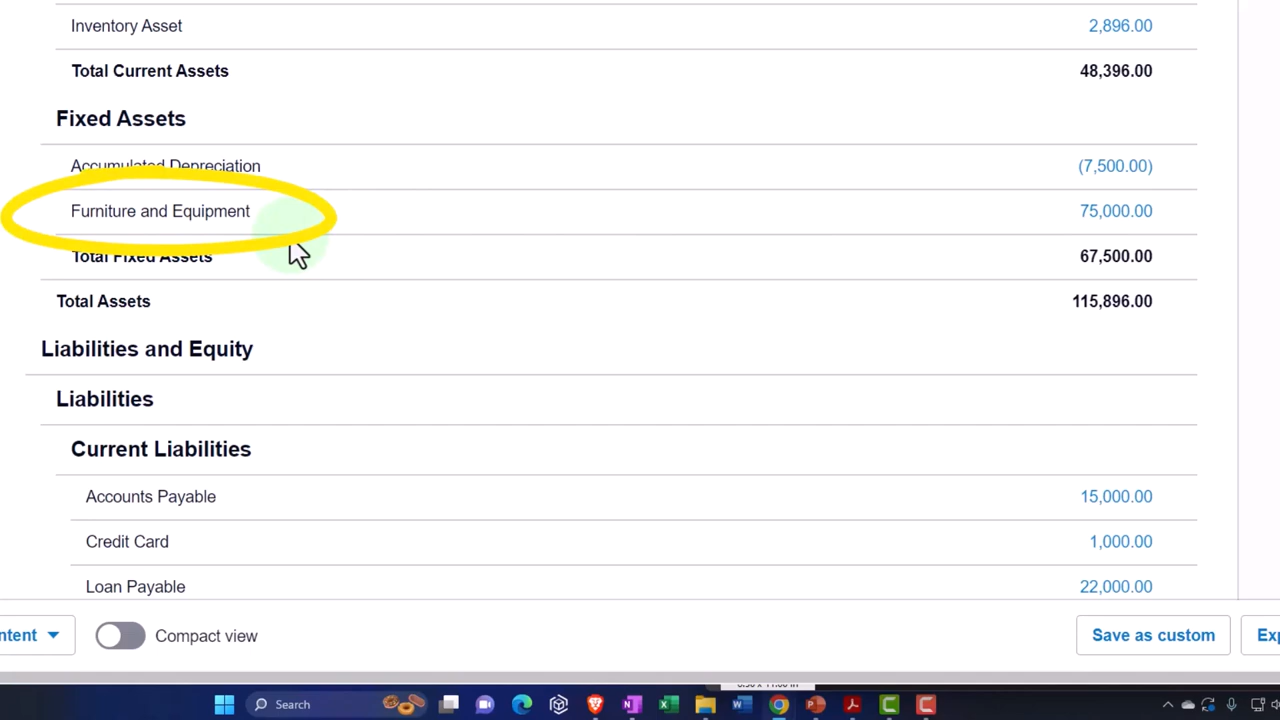 Inventory Asset 2,896.00
Total Current Assets 48,396.00
Fixed Assets
Accumulated Depreciation (7,500.00)
Furniture and Equipment 75,000.00
Total Fixed Assets 67,500.00
Total Assets 115,896.00
Liabilities and Equity
Liabilities
Current Liabilities
Accounts Payable 15,000.00
Credit Card 1,000.00
Loan Payable 22,000.00
ntent Compact view Save as custom Exp
Search